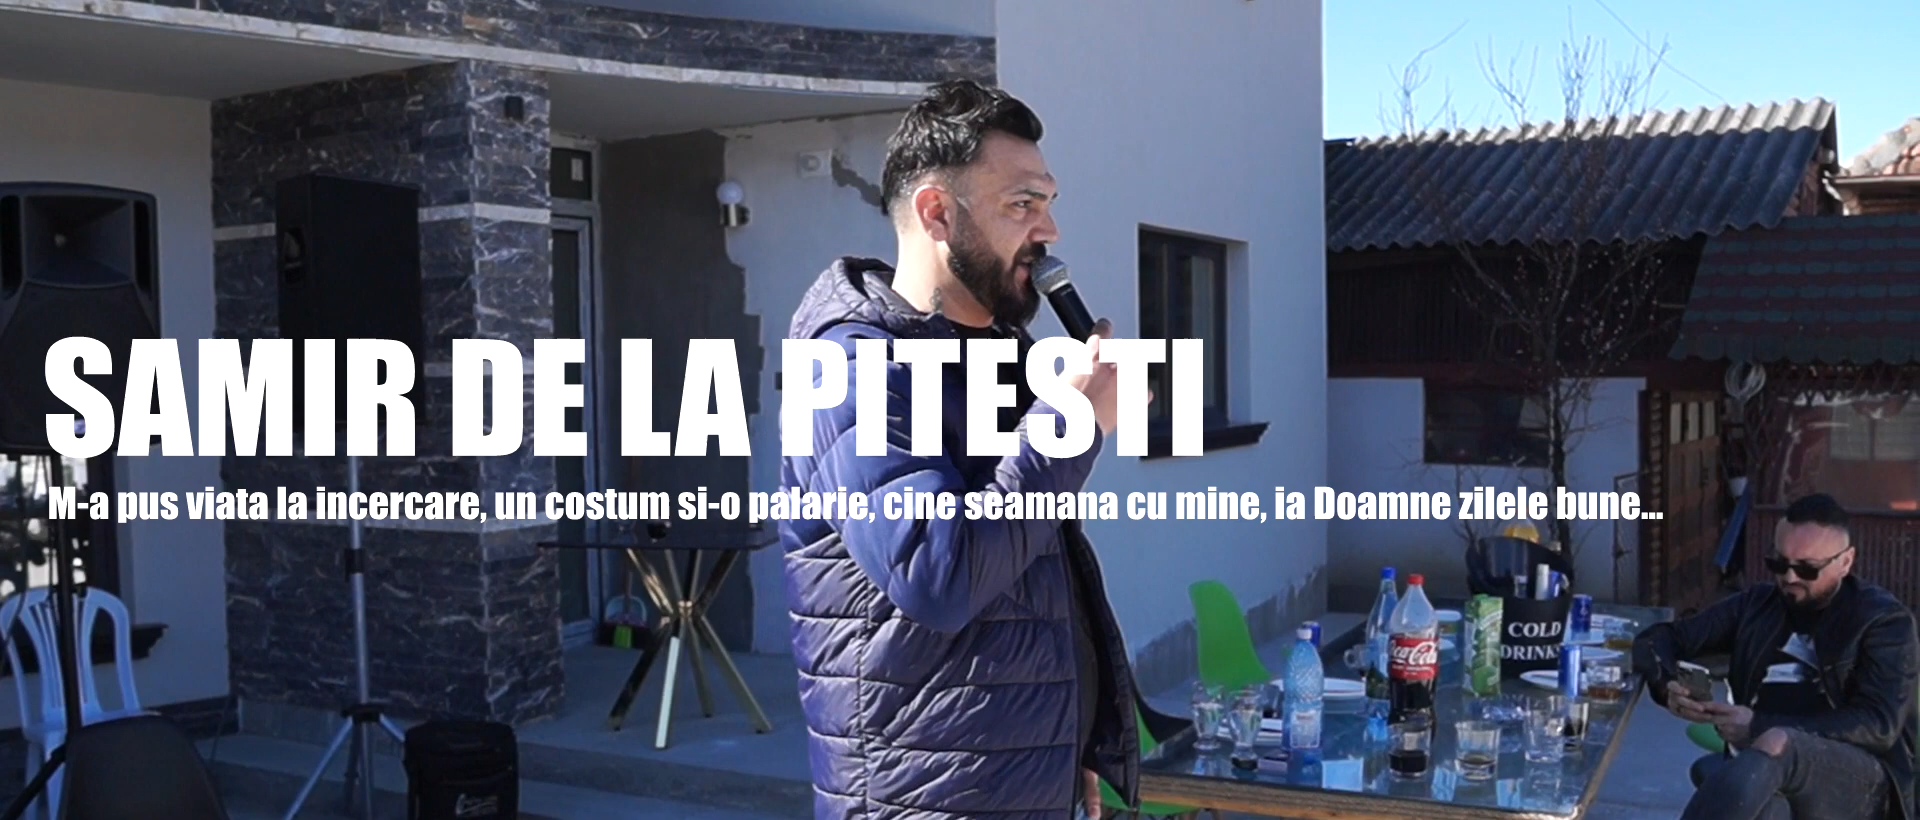 SAMIR DE LA PITESTI
M-a pus viata la incercare, un costum si-o palarie, cine seamana cu mine, ia Doamne zilele bune...
COLD
DRINKS
Coca-Cola